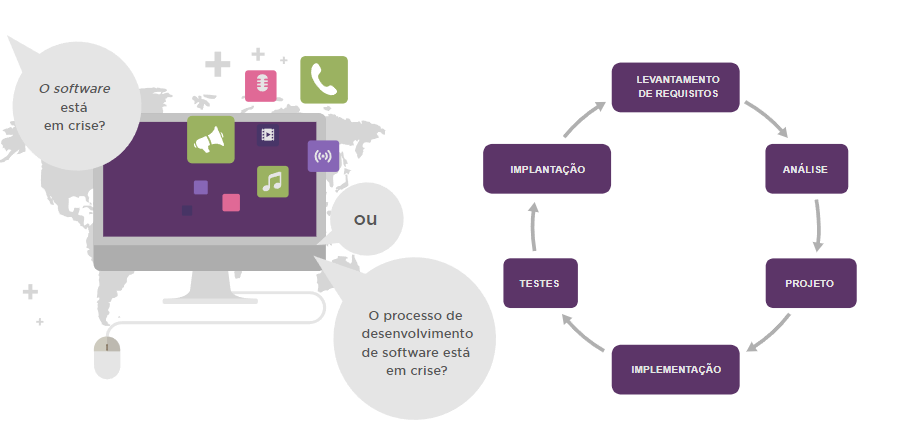 O software
está
em crise?
ou
O processo de
desenvolvimento
de software está
em crise?
LEVANTAMENTO
DE REQUISITOS
ANÁLISE
PROJETO
IMPLEMENTAÇÃO
TESTES
IMPLANTAÇÃO